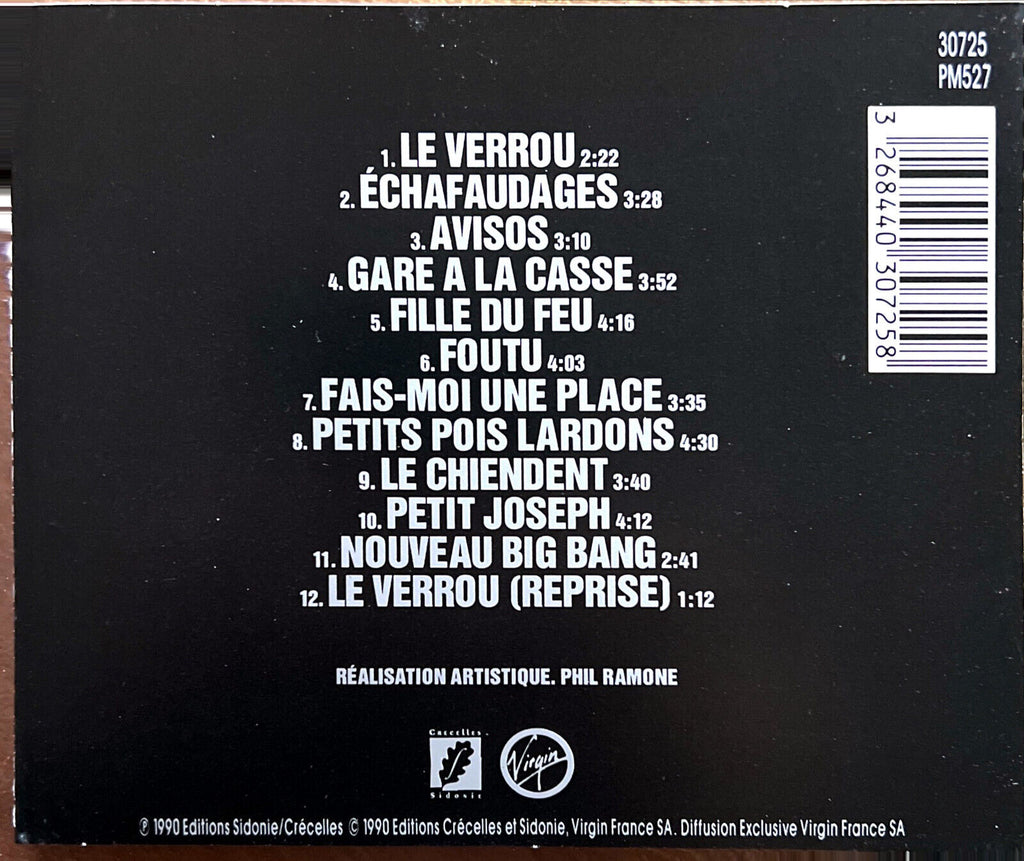 30725
PM527
3 268440 307258
1. LE VERROU 2:22
2. ÉCHAFAUDAGES 3:28
3. AVISOS 3:10
4. GARE A LA CASSE 3:52
5. FILLE DU FEU 4:16
6. FOUTU 4:03
7. FAIS-MOI UNE PLACE 3:35
8. PETITS POIS LARDONS 4:30
9. LE CHIENDENT 3:40
10. PETIT JOSEPH 4:12
11. NOUVEAU BIG BANG 2:41
12. LE VERROU (REPRISE) 1:12
RÉALISATION ARTISTIQUE. PHIL RAMONE
Crécelles
Sidonie
Virgin
℗ 1990 Editions Sidonie/Crécelles © 1990 Editions Crécelles et Sidonie, Virgin France SA. Diffusion Exclusive Virgin France SA